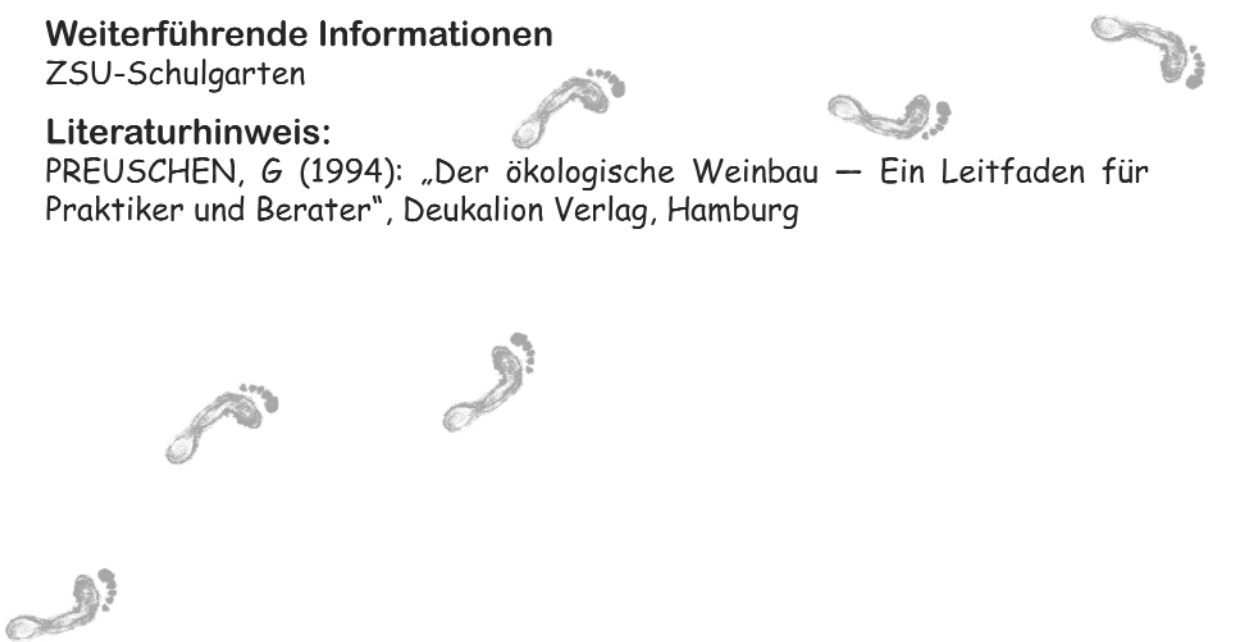 Weiterführende Informationen
ZSU-Schulgarten
Literaturhinweis:
PREUSCHEN, G (1994): „Der ökologische Weinbau — Ein Leitfaden für
Praktiker und Berater“, Deukalion Verlag, Hamburg